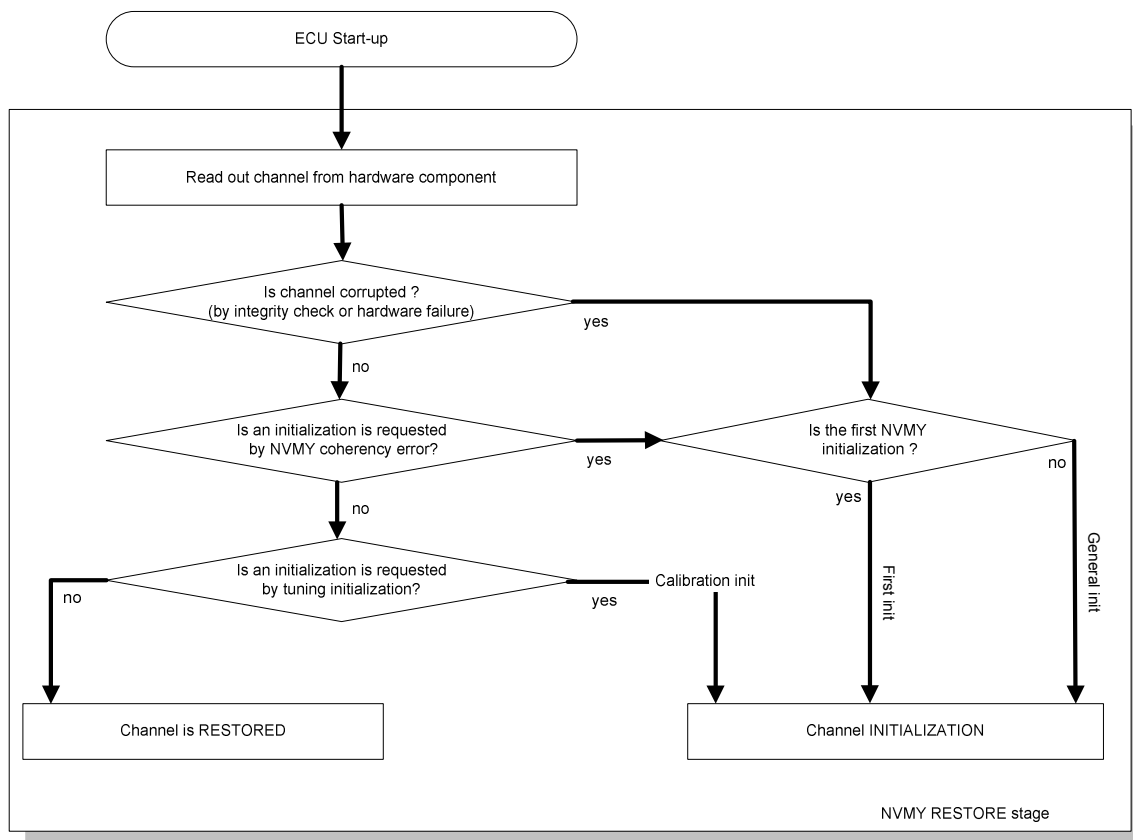 ECU Start-up
Read out channel from hardware component
Is channel corrupted ?
(by integrity check or hardware failure)
yes
no
Is an initialization is requested
by NVMY coherency error?
yes
Is the first NVMY
initialization ?
no
yes
no
Is an initialization is requested
by tuning initialization?
no
yes
Calibration init
First init
General init
Channel is RESTORED
Channel INITIALIZATION
NVMY RESTORE stage